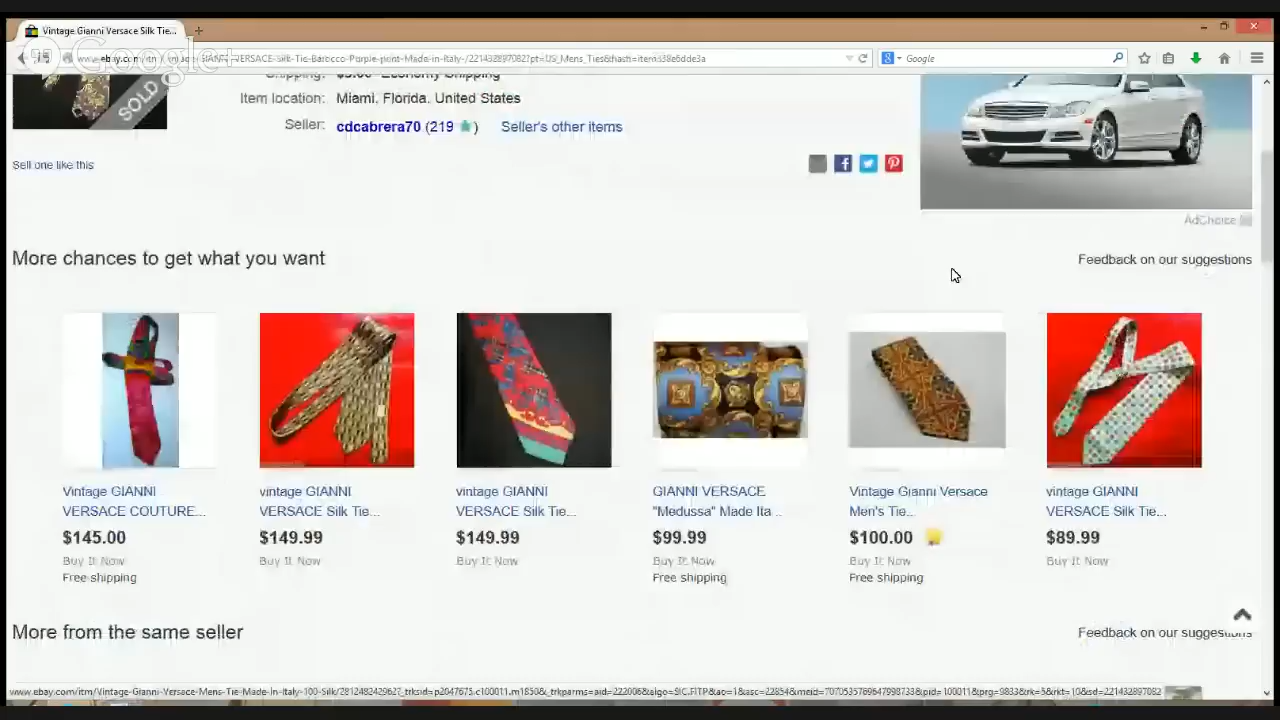 Vintage Gianni Versace Silk Tie...
Google+
Google
SOLD
Shipping: Economy Shipping
Item location: Miami, Florida, United States
Seller: cdcabrera70 (219 ) Seller's other items
Sell one like this
AdChoice
More chances to get what you want
Feedback on our suggestions
Vintage GIANNI VERSACE COUTURE...
$145.00
Buy It Now
Free shipping
vintage GIANNI VERSACE Silk Tie...
$149.99
Buy It Now
vintage GIANNI VERSACE Silk Tie...
$149.99
Buy It Now
GIANNI VERSACE "Medussa" Made Ita...
$99.99
Buy It Now
Free shipping
Vintage Gianni Versace Men's Tie...
$100.00
Buy It Now
Free shipping
vintage GIANNI VERSACE Silk Tie...
$89.99
Buy It Now
More from the same seller
Feedback on our suggestions